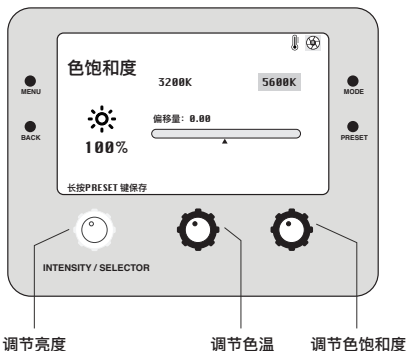 色饱和度
3200K 5600K
MENU
MODE
偏移量: 0.00
BACK
PRESET
100%
长按PRESET 键保存
INTENSITY / SELECTOR
调节亮度 调节色温 调节色饱和度